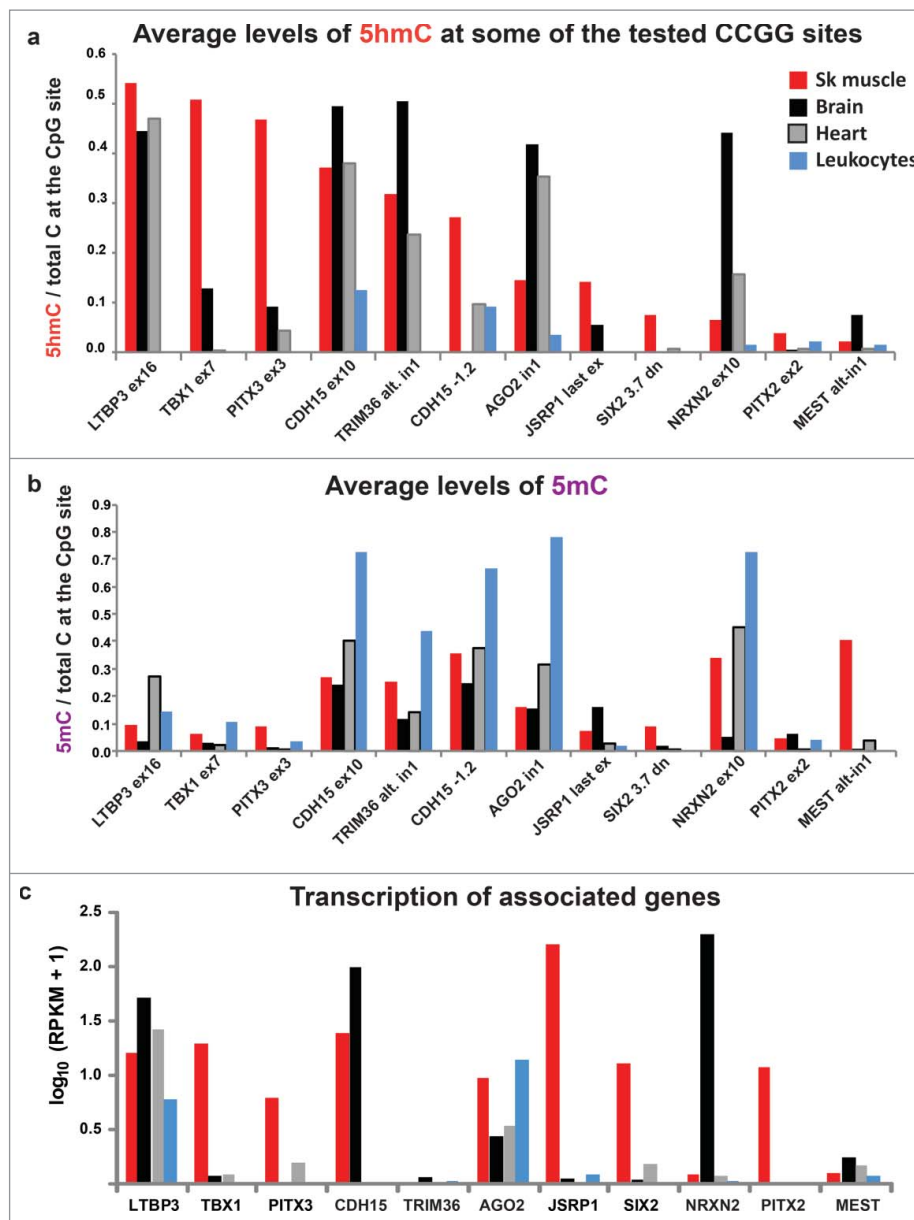 a
Average levels of 5hmC at some of the tested CCGG sites
5hmC / total C at the CpG site
0.6
0.5
0.4
0.3
0.2
0.1
0.0
Sk muscle
Brain
Heart
Leukocytes
LTBP3 ex16
TBX1 ex7
PITX3 ex3
CDH15 ex10
TRIM36 alt. in1
CDH15 -1.2
AGO2 in1
JSRP1 last ex
SIX2 3.7 dn
NRXN2 ex10
PITX2 ex2
MEST alt-in1
b
Average levels of 5mC
5mC / total C at the CpG site
0.9
0.8
0.7
0.6
0.5
0.4
0.3
0.2
0.1
0.0
LTBP3 ex16
TBX1 ex7
PITX3 ex3
CDH15 ex10
TRIM36 alt. in1
CDH15 -1.2
AGO2 in1
JSRP1 last ex
SIX2 3.7 dn
NRXN2 ex10
PITX2 ex2
MEST alt-in1
c
Transcription of associated genes
log10 (RPKM + 1)
2.5
2.0
1.5
1.0
0.5
LTBP3 TBX1 PITX3 CDH15 TRIM36 AGO2 JSRP1 SIX2 NRXN2 PITX2 MEST